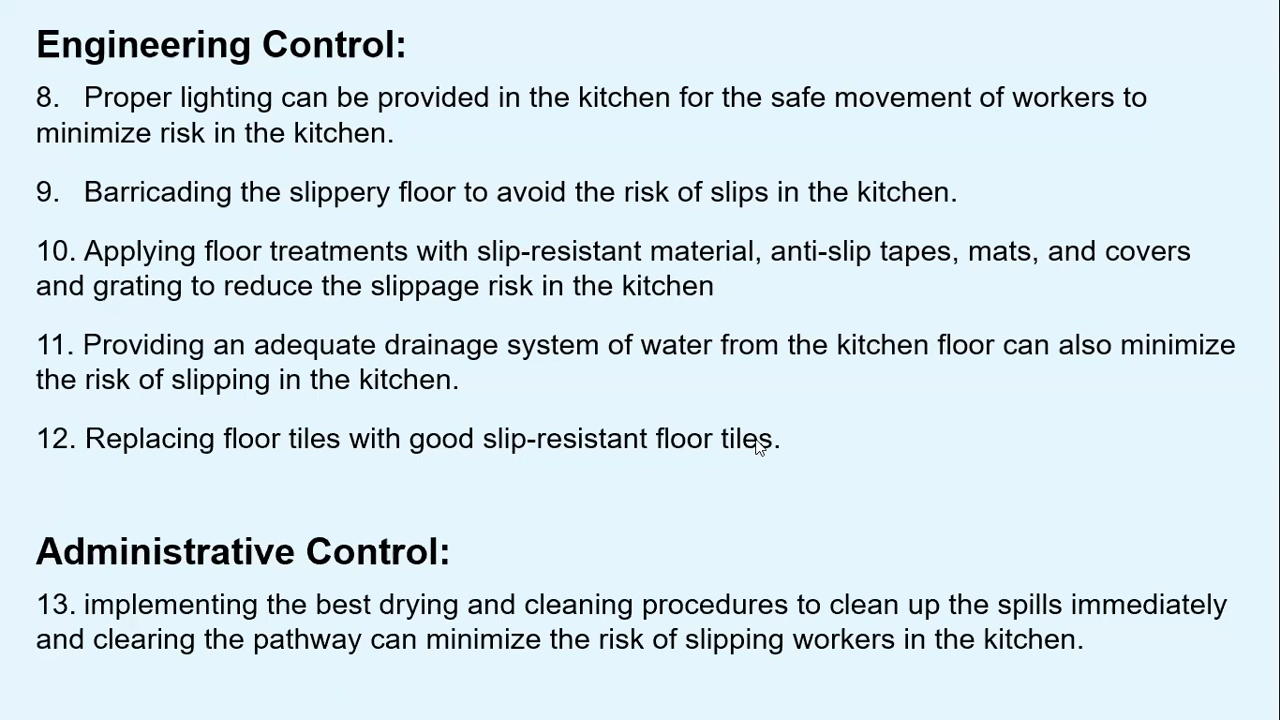 Engineering Control:
8. Proper lighting can be provided in the kitchen for the safe movement of workers to
minimize risk in the kitchen.
9. Barricading the slippery floor to avoid the risk of slips in the kitchen.
10. Applying floor treatments with slip-resistant material, anti-slip tapes, mats, and covers
and grating to reduce the slippage risk in the kitchen
11. Providing an adequate drainage system of water from the kitchen floor can also minimize
the risk of slipping in the kitchen.
12. Replacing floor tiles with good slip-resistant floor tiles.
Administrative Control:
13. implementing the best drying and cleaning procedures to clean up the spills immediately
and clearing the pathway can minimize the risk of slipping workers in the kitchen.